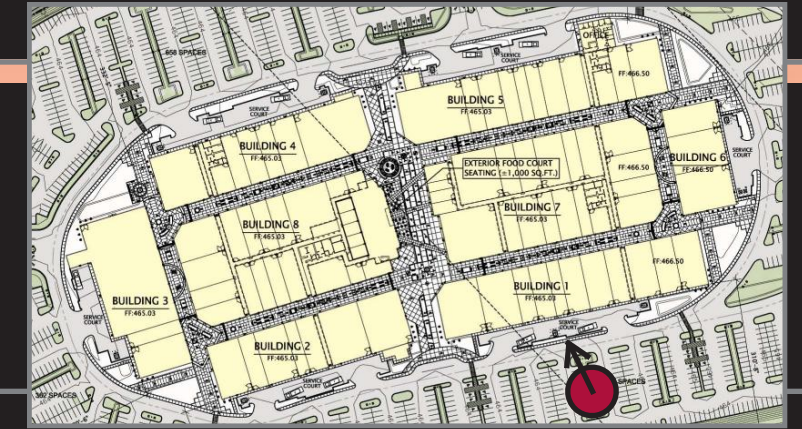 658 SPACES
OFFICE
SERVICE
COURT
FF:466.50
BUILDING 5
FF:465.03
SERVICE
COURT
BUILDING 4
FF:465.03
EXTERIOR FOOD COURT
SEATING (±1,000 SQ.FT.)
FF:466.50
BUILDING 6
FF:466.50
SERVICE
COURT
BUILDING 7
FF:465.03
BUILDING 8
FF:465.03
FF:466.50
BUILDING 1
FF:465.03
BUILDING 3
FF:465.03
SERVICE
COURT
SERVICE
COURT
BUILDING 2
FF:465.03
SERVICE
COURT
SPACES